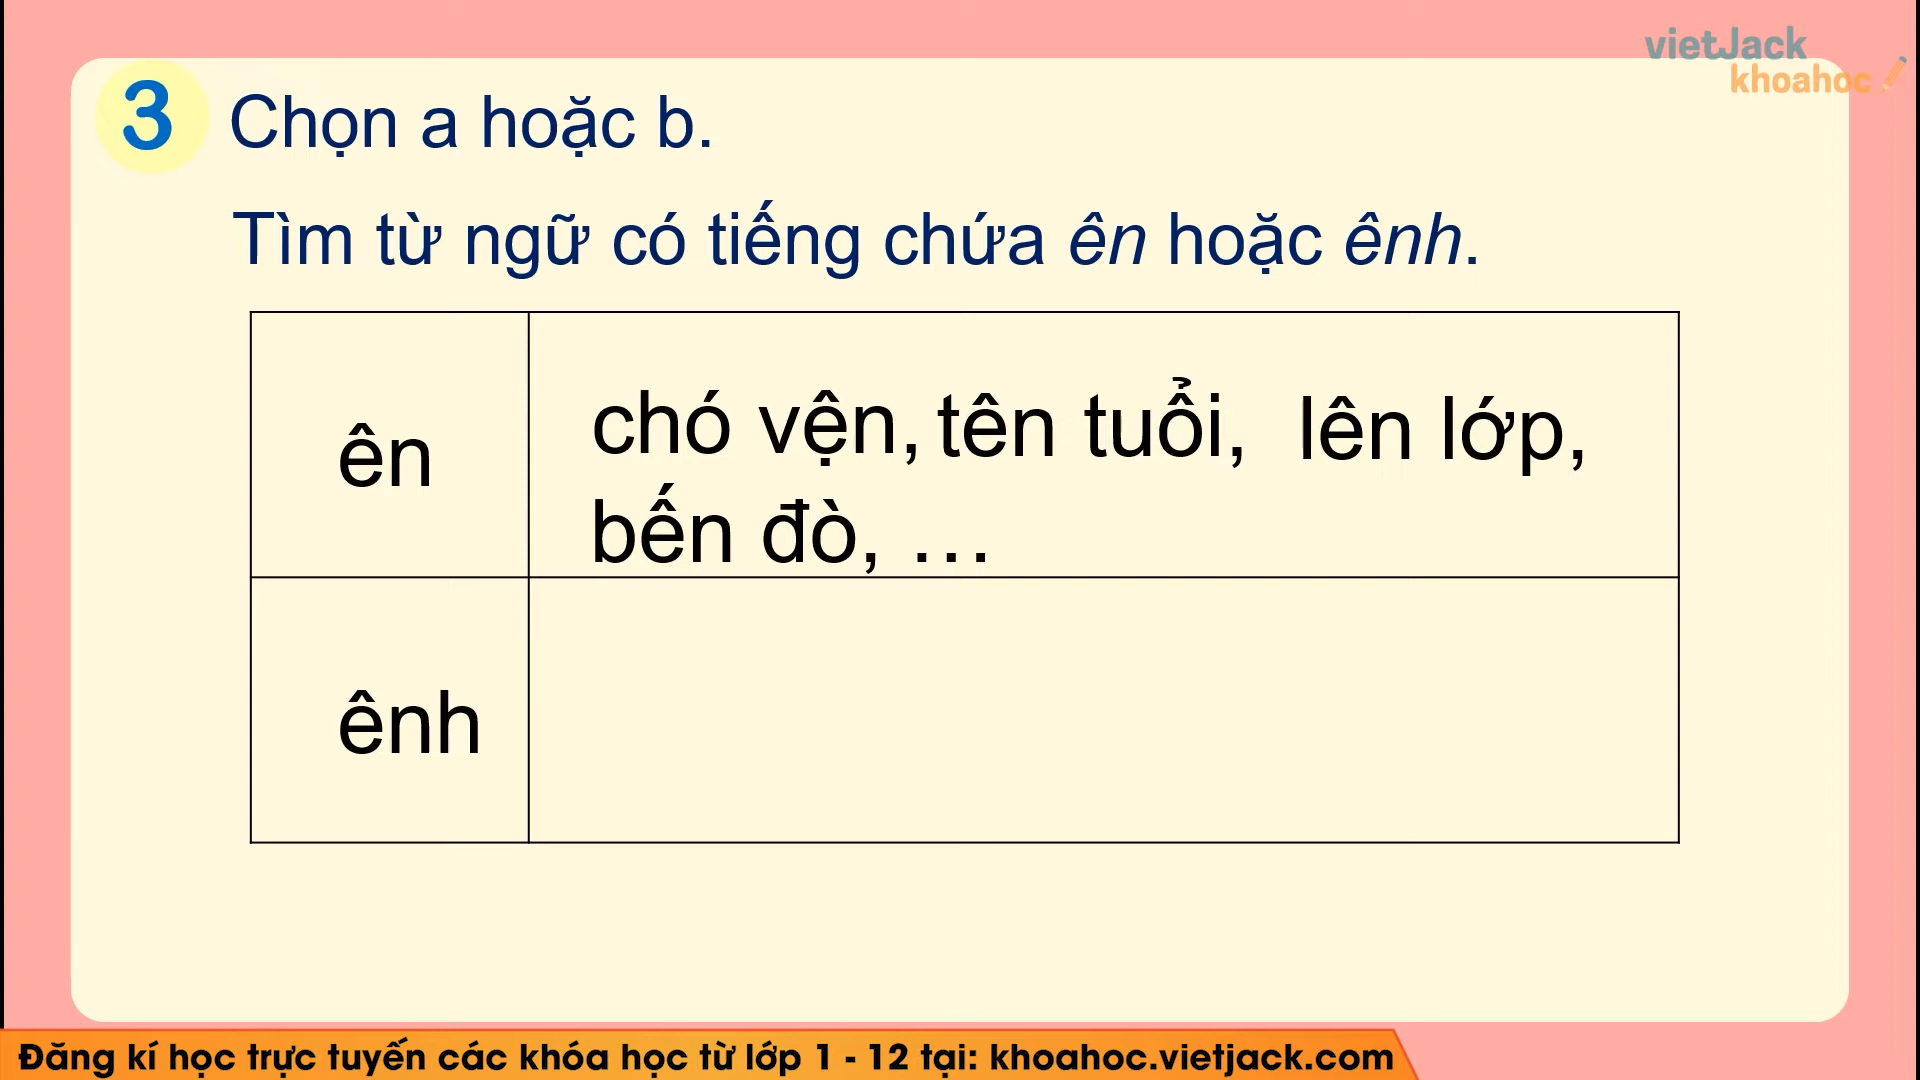 vietJack
khoahoc
3 Chọn a hoặc b.
Tìm từ ngữ có tiếng chứa ên hoặc ênh.
ên
chó vện, tên tuổi, lên lớp,
bến đò, …
ênh
Đăng kí học trực tuyến các khóa học từ lớp 1 - 12 tại: khoahoc.vietjack.com